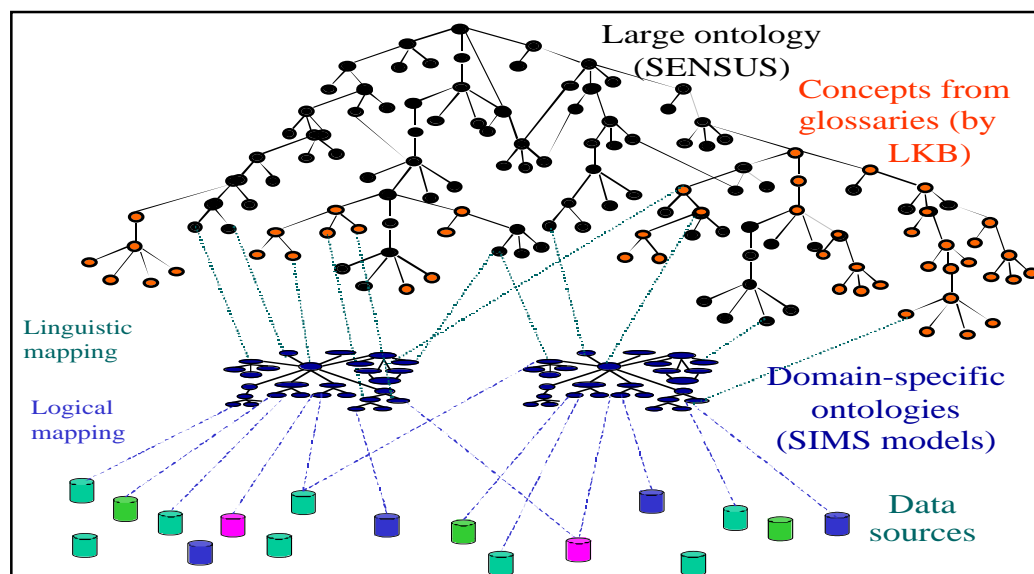 Large ontology
(SENSUS)
Concepts from
glossaries (by
LKB)
Linguistic
mapping
Logical
mapping
Domain-specific
ontologies
(SIMS models)
Data
sources